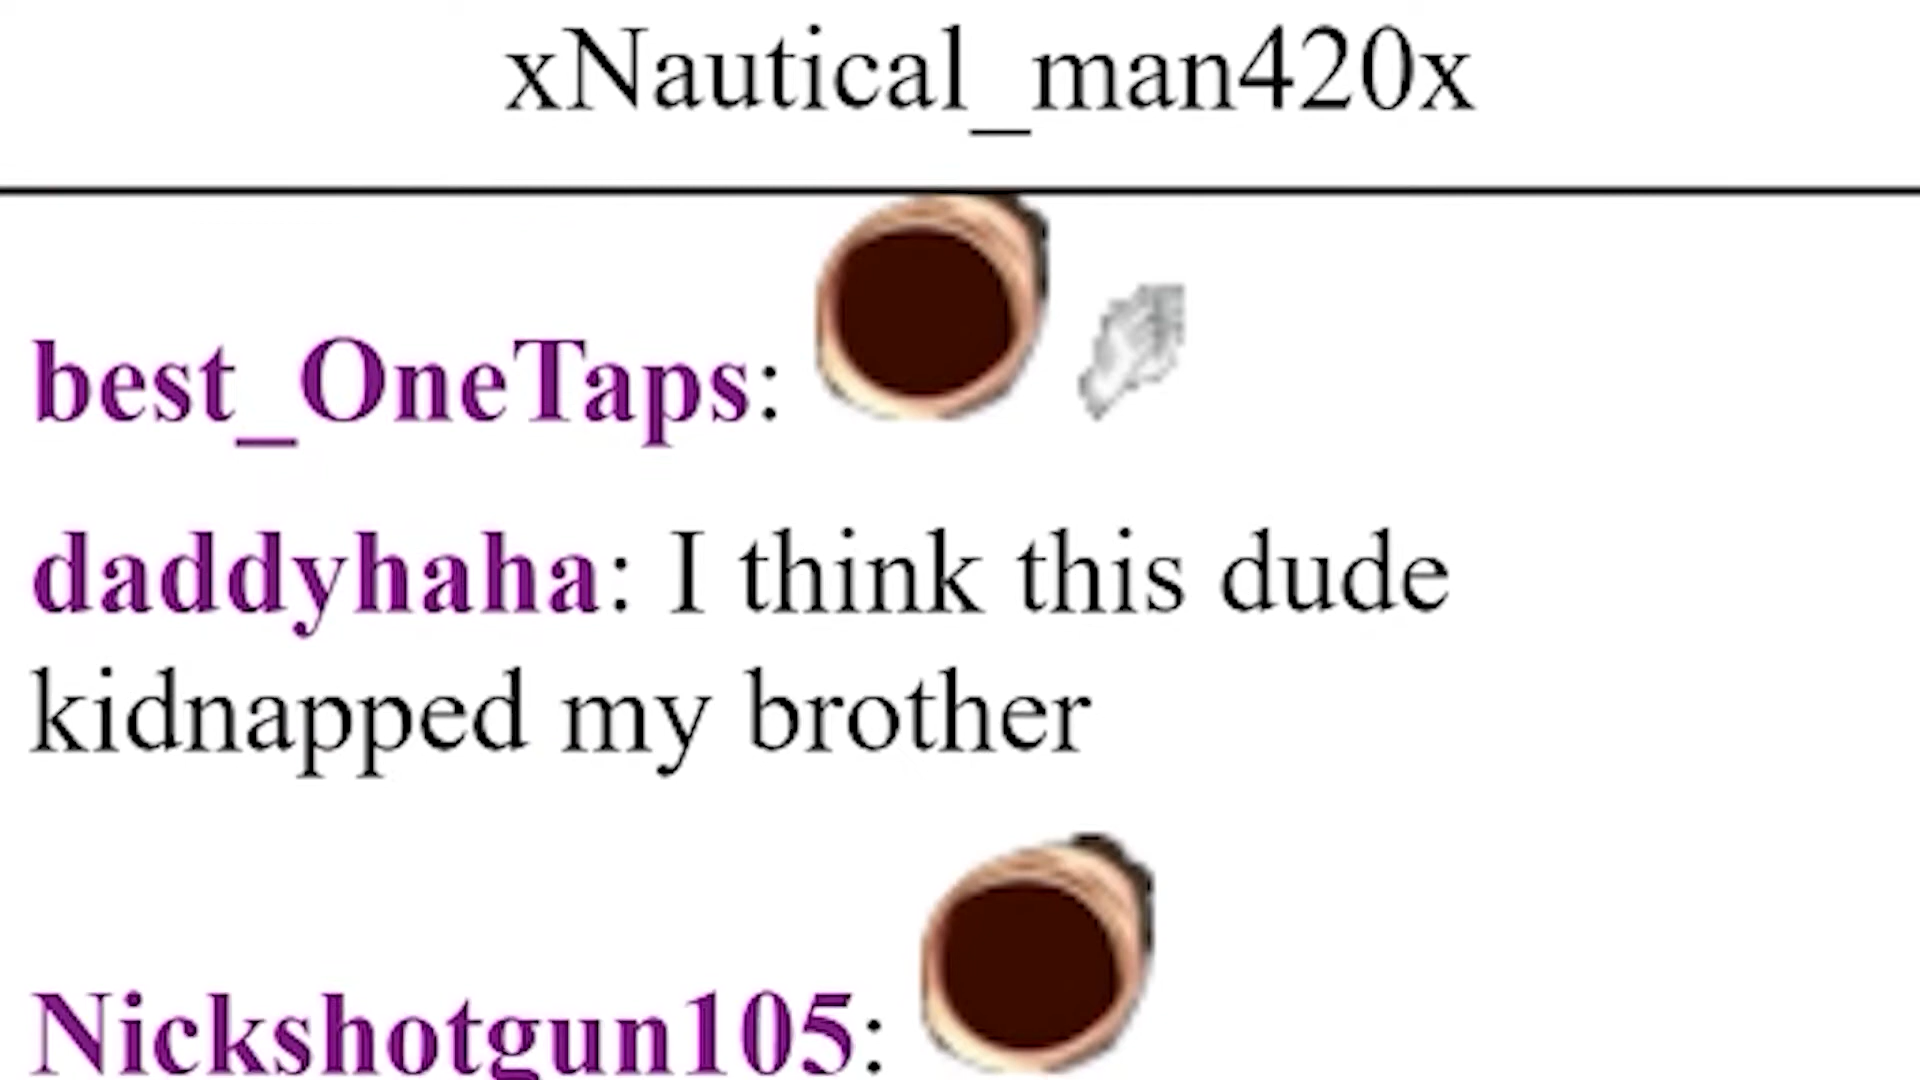 xNautical_man420x
best_OneTaps:
daddyhaha: I think this dude
kidnapped my brother
Nickshotgun105: